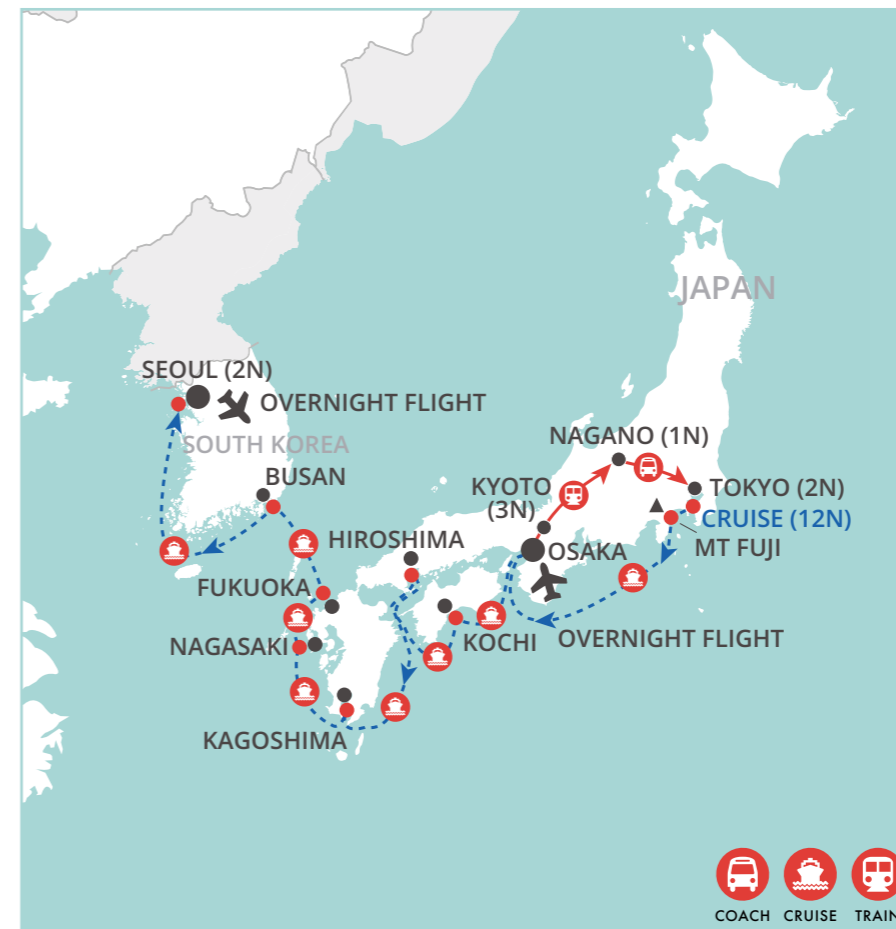 JAPAN
SEOUL (2N)
OVERNIGHT FLIGHT
SOUTH KOREA
BUSAN
NAGANO (1N)
KYOTO
(3N)
TOKYO (2N)
CRUISE (12N)
MT FUJI
HIROSHIMA
OSAKA
FUKUOKA
NAGASAKI
KOCHI
OVERNIGHT FLIGHT
KAGOSHIMA
COACH
CRUISE
TRAIN